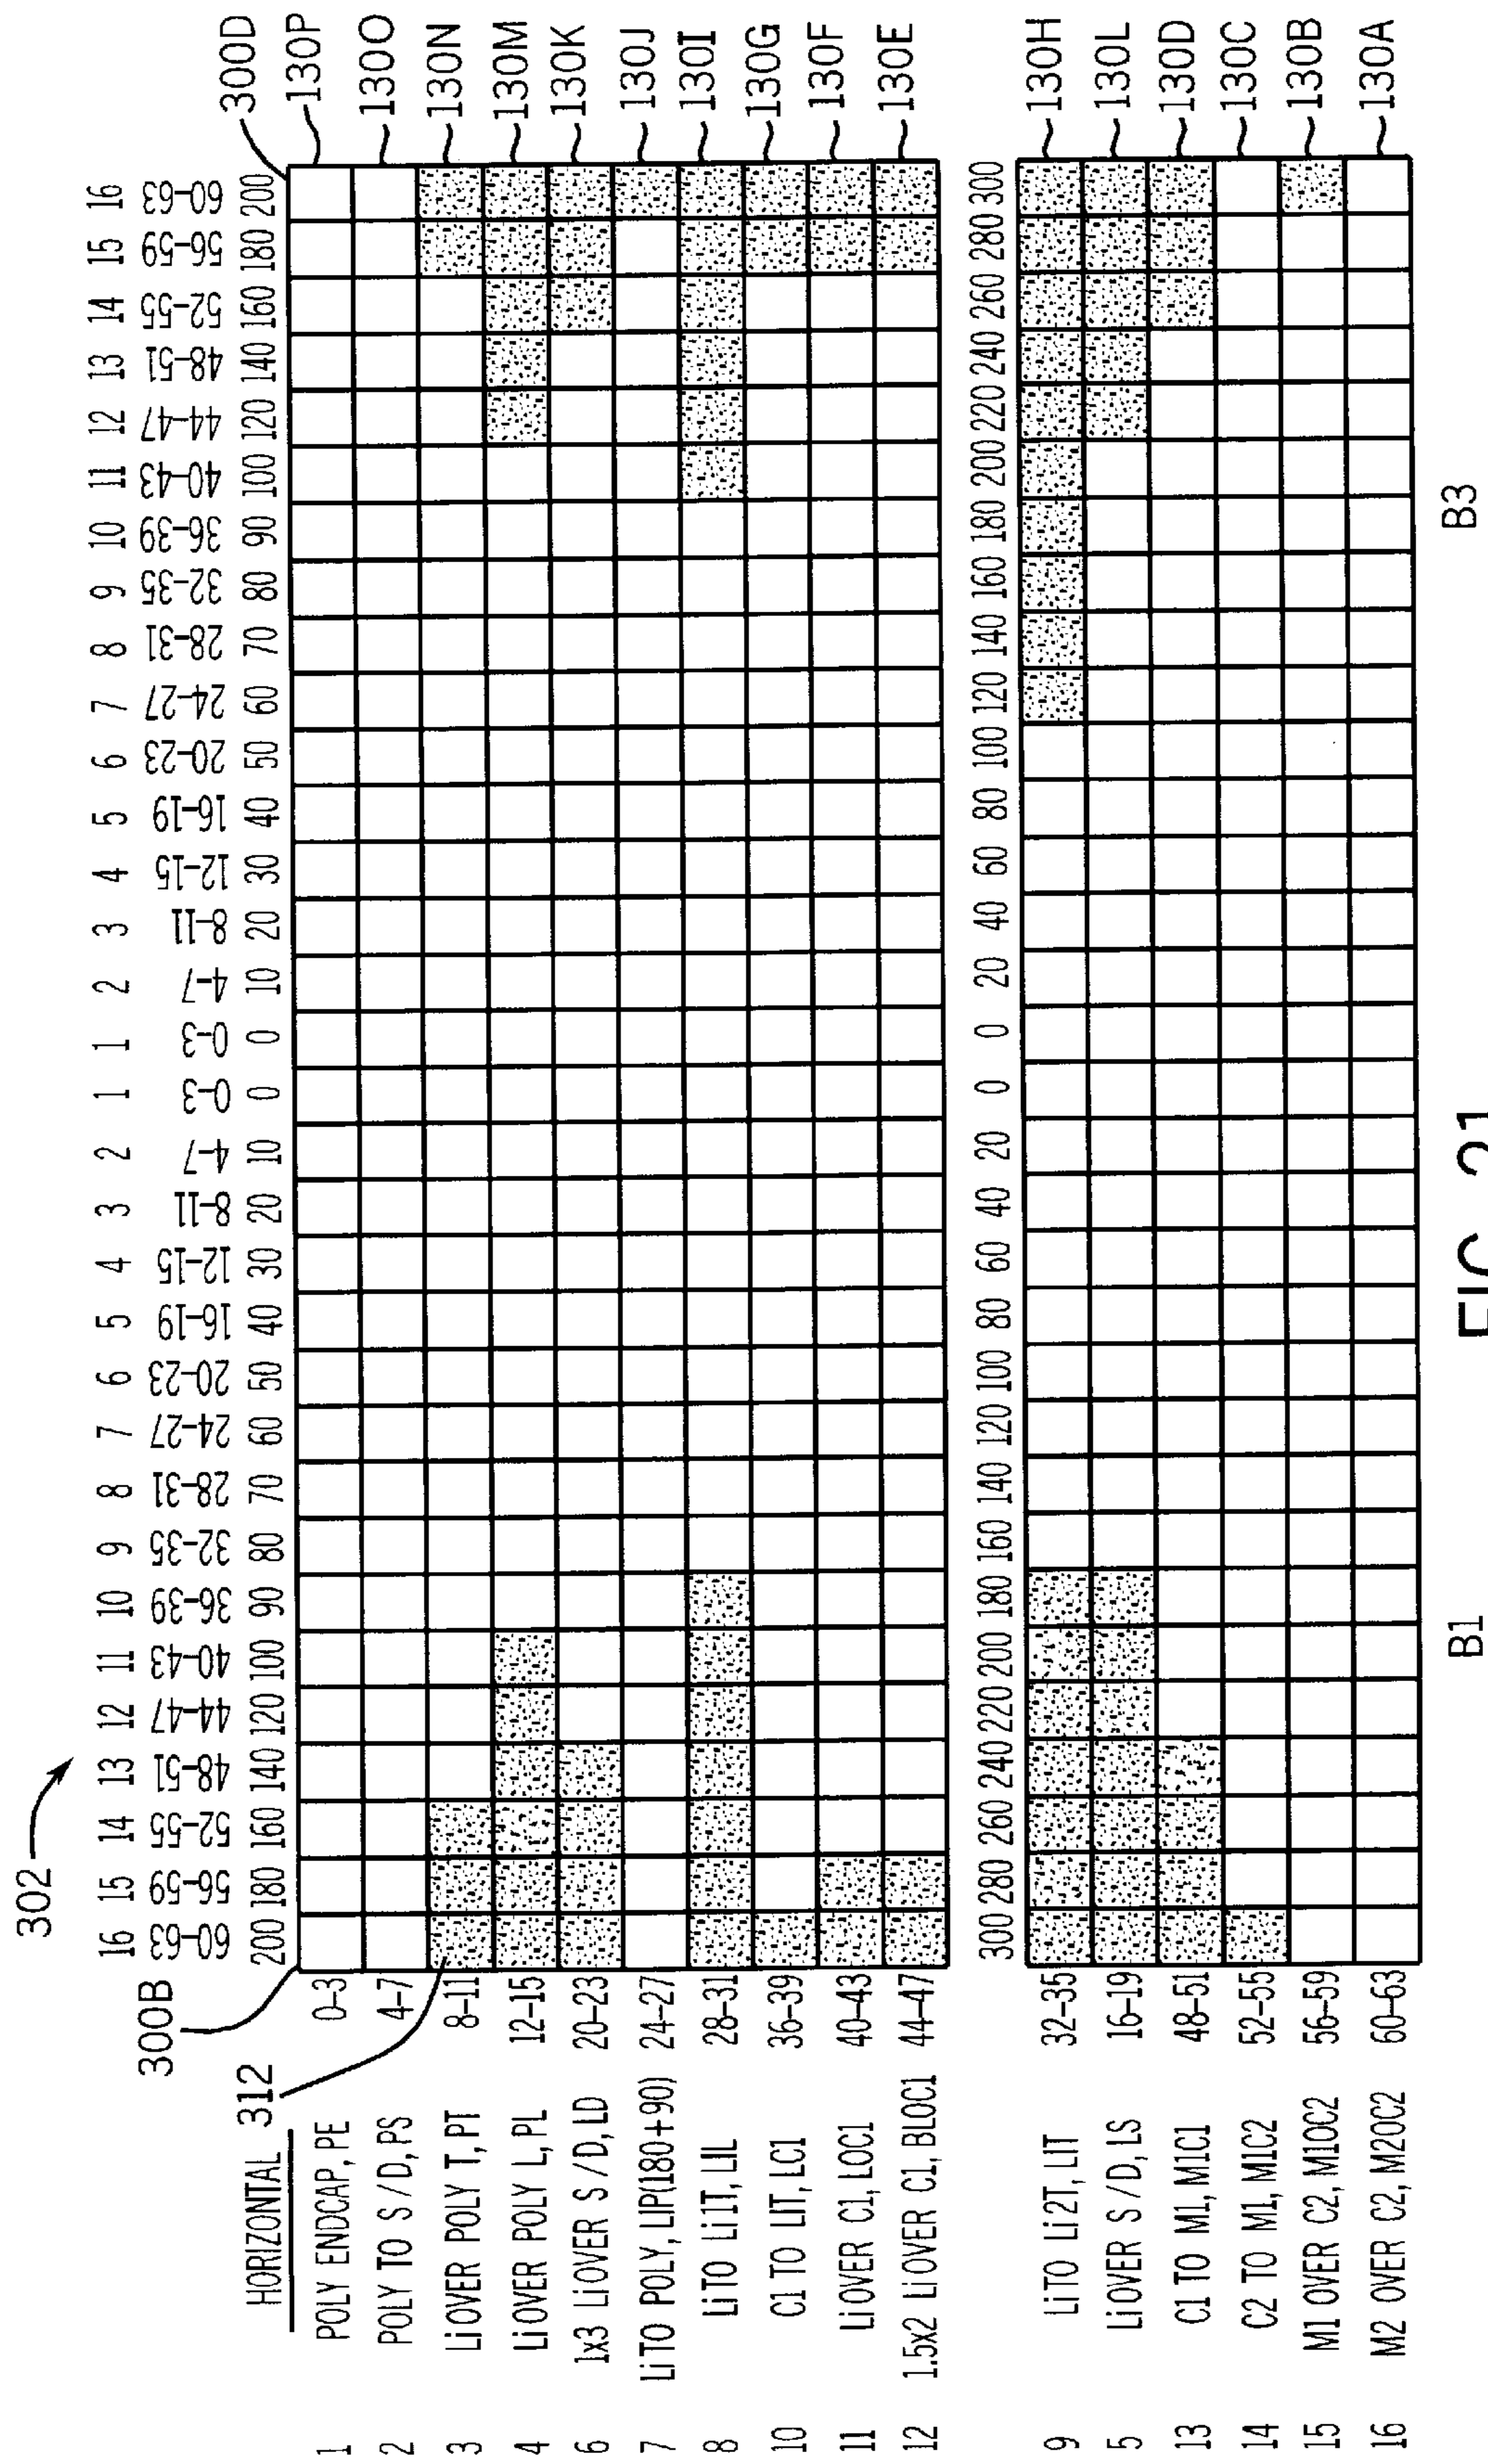 302
300B
300D
312
16 15 14 13 12 11 10 9 8 7 6 5 4 3 2 1 1 2 3 4 5 6 7 8 9 10 11 12 13 14 15 16
60-63 56-59 52-55 48-51 44-47 40-43 36-39 32-35 28-31 24-27 20-23 16-19 12-15 8-11 4-7 0-3 0-3 4-7 8-11 12-15 16-19 20-23 24-27 28-31 32-35 36-39 40-43 44-47 48-51 52-55 56-59 60-63
HORIZONTAL 200 180 160 140 120 100 90 80 70 60 50 40 30 20 10 0 0 10 20 30 40 50 60 70 80 90 100 120 140 160 180 200
1 POLY ENDCAP, PE 0-3 130P
2 POLY TO S/D, PS 4-7 130O
3 Li OVER POLY T, PT 8-11 130N
4 Li OVER POLY L, PL 12-15 130M
6 1x3 Li OVER S/D, LD 20-23 130K
7 Li TO POLY, LIP(180+90) 24-27 130J
8 Li TO Li1T, LIL 28-31 130I
10 C1 TO LIT, LC1 36-39 130G
11 Li OVER C1, LOC1 40-43 130F
12 1.5x2 Li OVER C1, BLOC1 44-47 130E
300 280 260 240 220 200 180 160 140 120 100 80 60 40 20 0 0 20 40 60 80 100 120 140 160 180 200 220 240 260 280 300
9 Li TO Li2T, LIT 32-35 130H
5 Li OVER S/D, LS 16-19 130L
13 C1 TO M1, M1C1 48-51 130D
14 C2 TO M1, M1C2 52-55 130C
15 M1 OVER C2, M1OC2 56-59 130B
16 M2 OVER C2, M2OC2 60-63 130A
B1 B3
FIG. 21